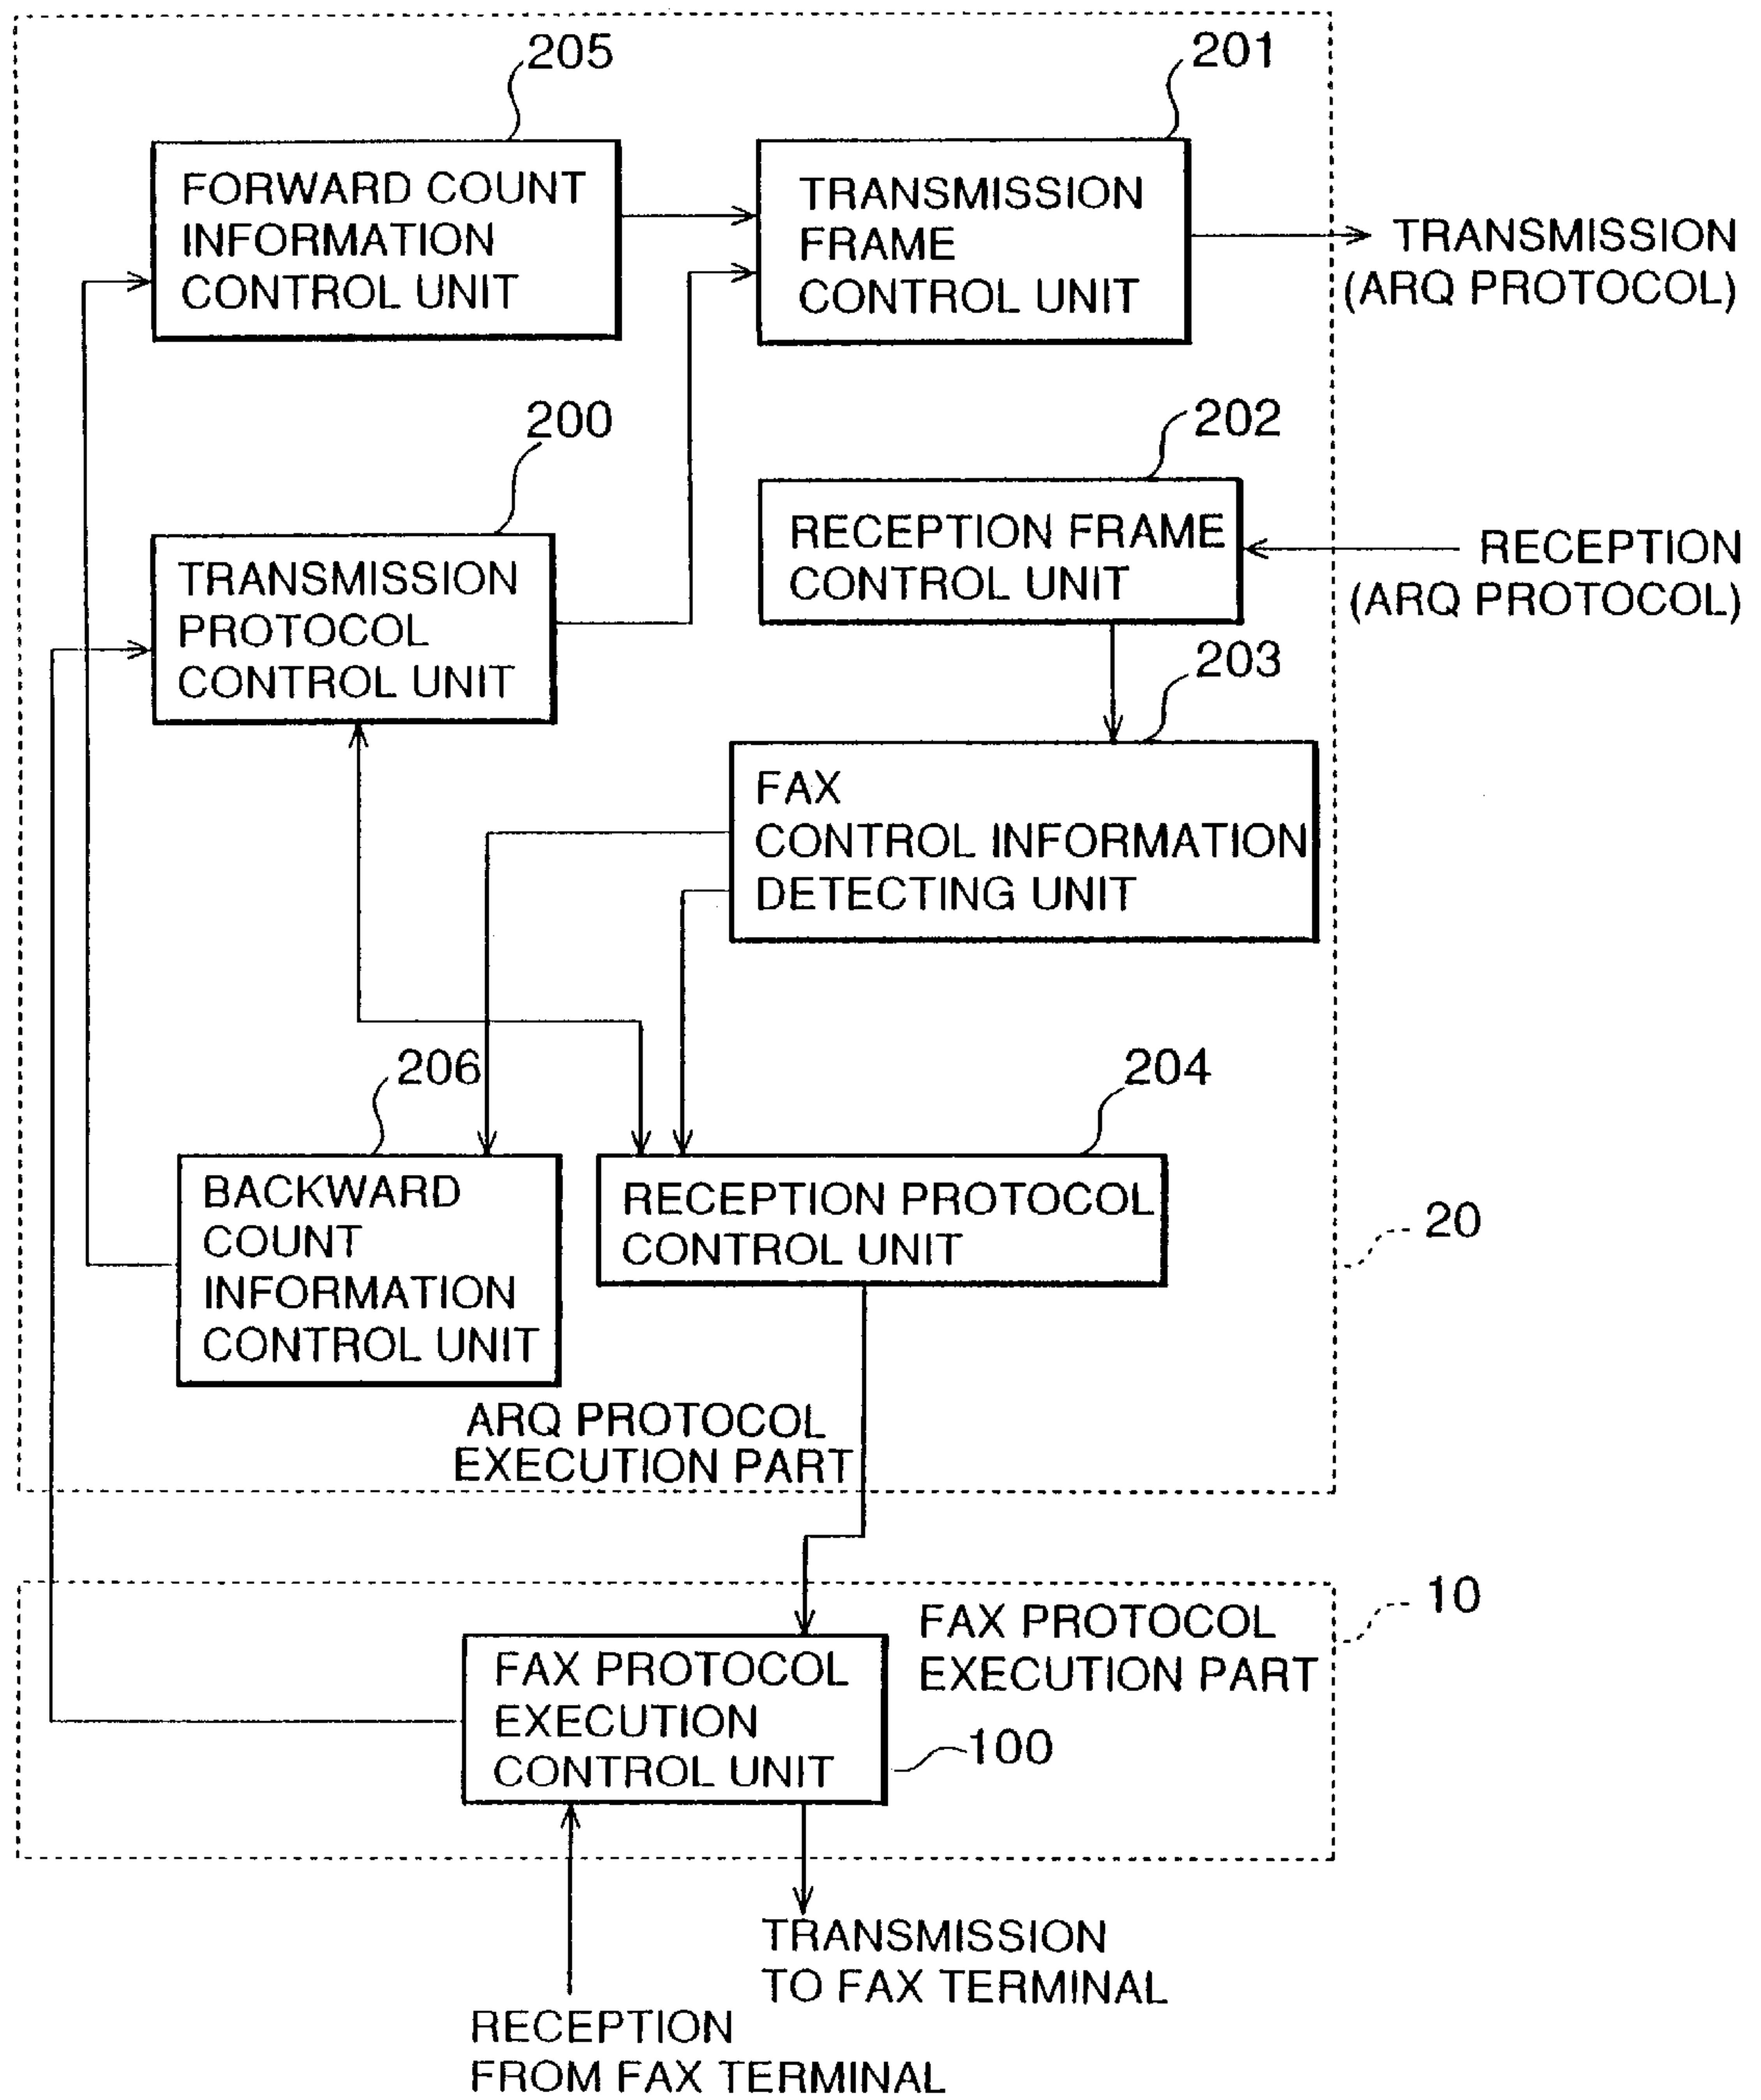 205
201
FORWARD COUNT
INFORMATION
CONTROL UNIT
TRANSMISSION
FRAME
CONTROL UNIT
TRANSMISSION
(ARQ PROTOCOL)
200
202
TRANSMISSION
PROTOCOL
CONTROL UNIT
RECEPTION FRAME
CONTROL UNIT
RECEPTION
(ARQ PROTOCOL)
203
FAX
CONTROL INFORMATION
DETECTING UNIT
206
204
BACKWARD
COUNT
INFORMATION
CONTROL UNIT
RECEPTION PROTOCOL
CONTROL UNIT
20
ARQ PROTOCOL
EXECUTION PART
10
FAX PROTOCOL
EXECUTION PART
FAX PROTOCOL
EXECUTION
CONTROL UNIT
100
TRANSMISSION
TO FAX TERMINAL
RECEPTION
FROM FAX TERMINAL